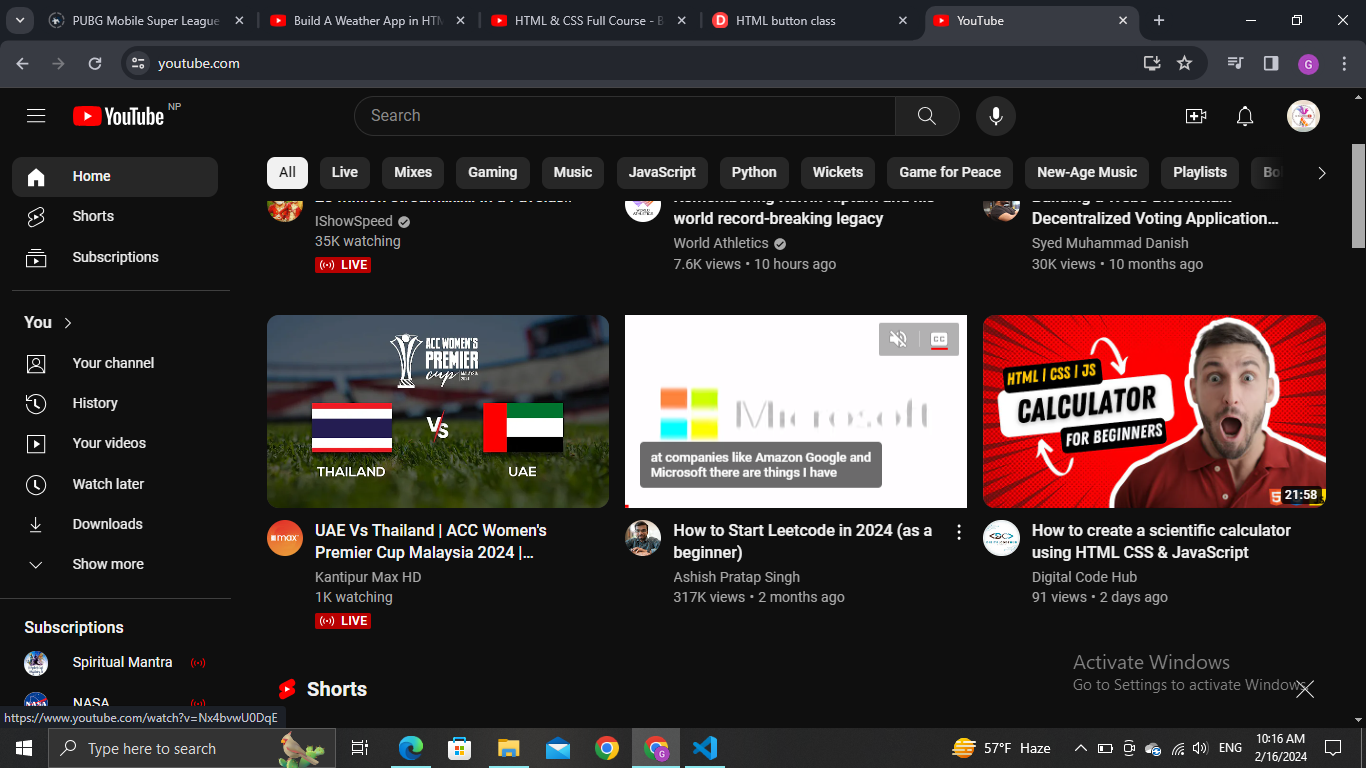 PUBG Mobile Super League
Build A Weather App in HTM
HTML & CSS Full Course - B
HTML button class
YouTube
youtube.com
G
YouTube NP
Search
Home
Shorts
Subscriptions
You
Your channel
History
Your videos
Watch later
Downloads
Show more
Subscriptions
Spiritual Mantra
NASA
All
Live
Mixes
Gaming
Music
JavaScript
Python
Wickets
Game for Peace
New-Age Music
Playlists
IShowSpeed
35K watching
LIVE
world record-breaking legacy
World Athletics
7.6K views • 10 hours ago
Decentralized Voting Application...
Syed Muhammad Danish
30K views • 10 months ago
ACC WOMEN'S
PREMIER
cup
THAILAND
VS
UAE
UAE Vs Thailand | ACC Women's
Premier Cup Malaysia 2024 |...
Kantipur Max HD
1K watching
LIVE
CC
Microsoft
at companies like Amazon Google and
Microsoft there are things I have
How to Start Leetcode in 2024 (as a
beginner)
Ashish Pratap Singh
317K views • 2 months ago
HTML | CSS | JS
CALCULATOR
FOR BEGINNERS
21:58
How to create a scientific calculator
using HTML CSS & JavaScript
Digital Code Hub
91 views • 2 days ago
Shorts
Activate Windows
Go to Settings to activate Windows.
https://www.youtube.com/watch?v=Nx4bvwU0DqE
Type here to search
57°F Haze
ENG
10:16 AM
2/16/2024